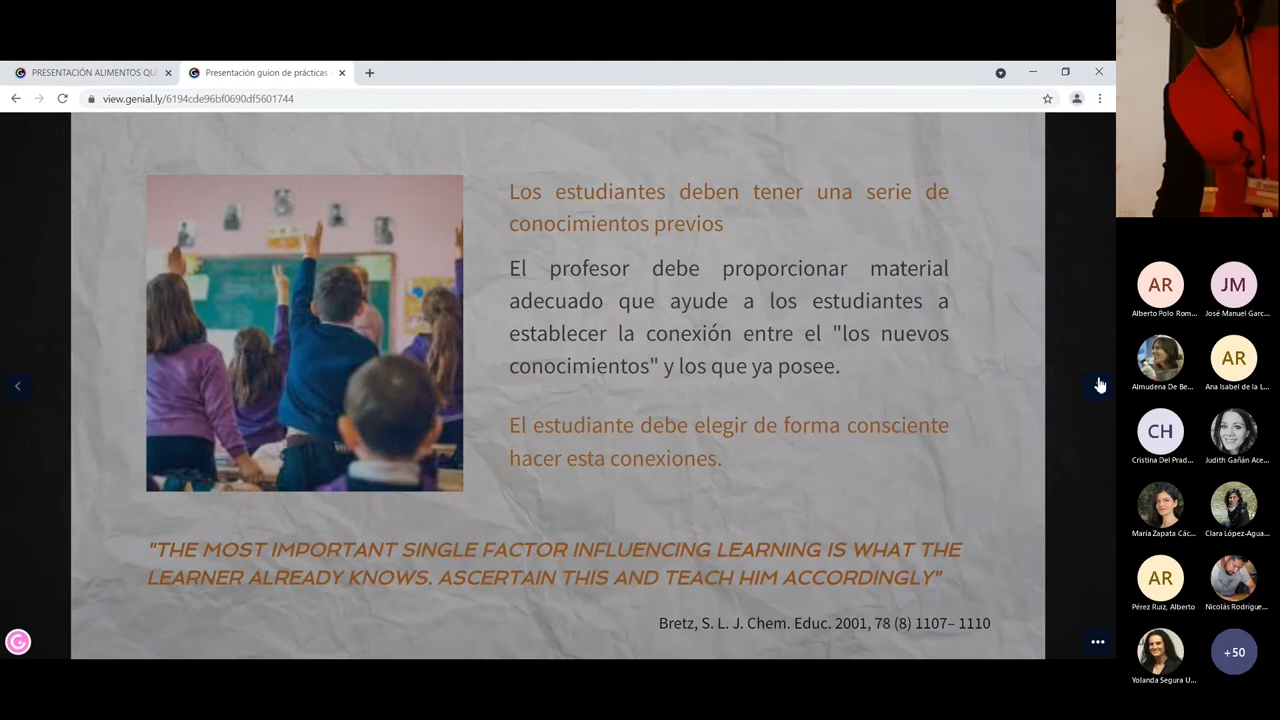 PRESENTACIÓN ALIMENTOS QU
Presentación guion de prácticas
view.genial.ly/6194cde96bf0690df5601744
Los estudiantes deben tener una serie de
conocimientos previos
El profesor debe proporcionar material
adecuado que ayude a los estudiantes a
establecer la conexión entre el "los nuevos
conocimientos" y los que ya posee.
El estudiante debe elegir de forma consciente
hacer esta conexiones.
"THE MOST IMPORTANT SINGLE FACTOR INFLUENCING LEARNING IS WHAT THE
LEARNER ALREADY KNOWS. ASCERTAIN THIS AND TEACH HIM ACCORDINGLY"
Bretz, S. L. J. Chem. Educ. 2001, 78 (8) 1107– 1110
AR
JM
Alberto Polo Rom...
José Manuel Garc...
AR
Almudena De Be...
Ana Isabel de la L...
CH
Cristina Del Prad...
Judith Gañán Ace...
María Zapata Các...
Clara López-Agua...
AR
Pérez Ruiz, Alberto
Nicolás Rodrígue...
+50
Yolanda Segura U...